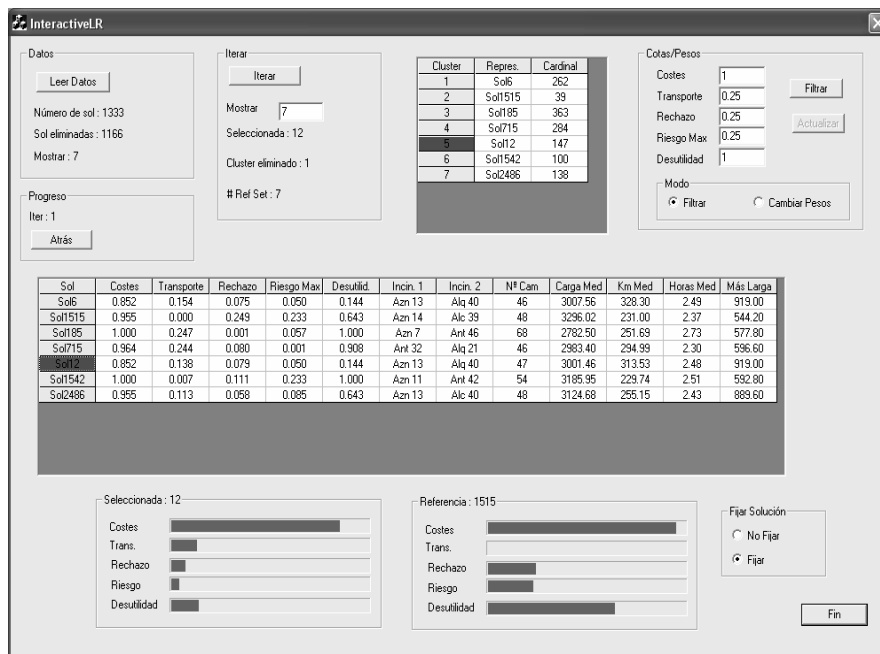 InteractiveLR
Datos
Leer Datos
Número de sol : 1333
Sol eliminadas : 1166
Mostrar : 7
Progreso
Iter : 1
Atrás
Iterar
Iterar
Mostrar 7
Seleccionada : 12
Cluster eliminado : 1
# Ref Set : 7
Cluster Repres. Cardinal
1 Sol6 262
2 Sol1515 39
3 Sol185 363
4 Sol715 284
5 Sol12 147
6 Sol1542 100
7 Sol2486 138
Cotas/Pesos
Costes 1
Transporte 0.25
Rechazo 0.25
Riesgo Max 0.25
Desutilidad 1
Filtrar
Actualizar
Modo
Filtrar Cambiar Pesos
Sol Costes Transporte Rechazo Riesgo Max Desutilid. Incin. 1 Incin. 2 Nº Cam Carga Med Km Med Horas Med Más Larga
Sol6 0.852 0.154 0.075 0.050 0.144 Azn 13 Alq 40 46 3007.56 328.30 2.49 919.00
Sol1515 0.955 0.000 0.249 0.233 0.643 Azn 14 Alc 39 48 3296.02 231.00 2.37 544.20
Sol185 1.000 0.247 0.001 0.057 1.000 Azn 7 Ant 46 68 2782.50 251.69 2.73 577.80
Sol715 0.964 0.244 0.080 0.001 0.908 Ant 32 Alq 21 46 2983.40 294.99 2.30 596.60
Sol12 0.852 0.138 0.079 0.050 0.144 Azn 13 Alq 40 47 3001.46 313.53 2.48 919.00
Sol1542 1.000 0.007 0.111 0.233 1.000 Azn 11 Ant 42 54 3185.95 229.74 2.51 592.80
Sol2486 0.955 0.113 0.058 0.085 0.643 Azn 13 Alc 40 48 3124.68 255.15 2.43 889.60
Seleccionada : 12
Costes
Trans.
Rechazo
Riesgo
Desutilidad
Referencia : 1515
Costes
Trans.
Rechazo
Riesgo
Desutilidad
Fijar Solución
No Fijar
Fijar
Fin